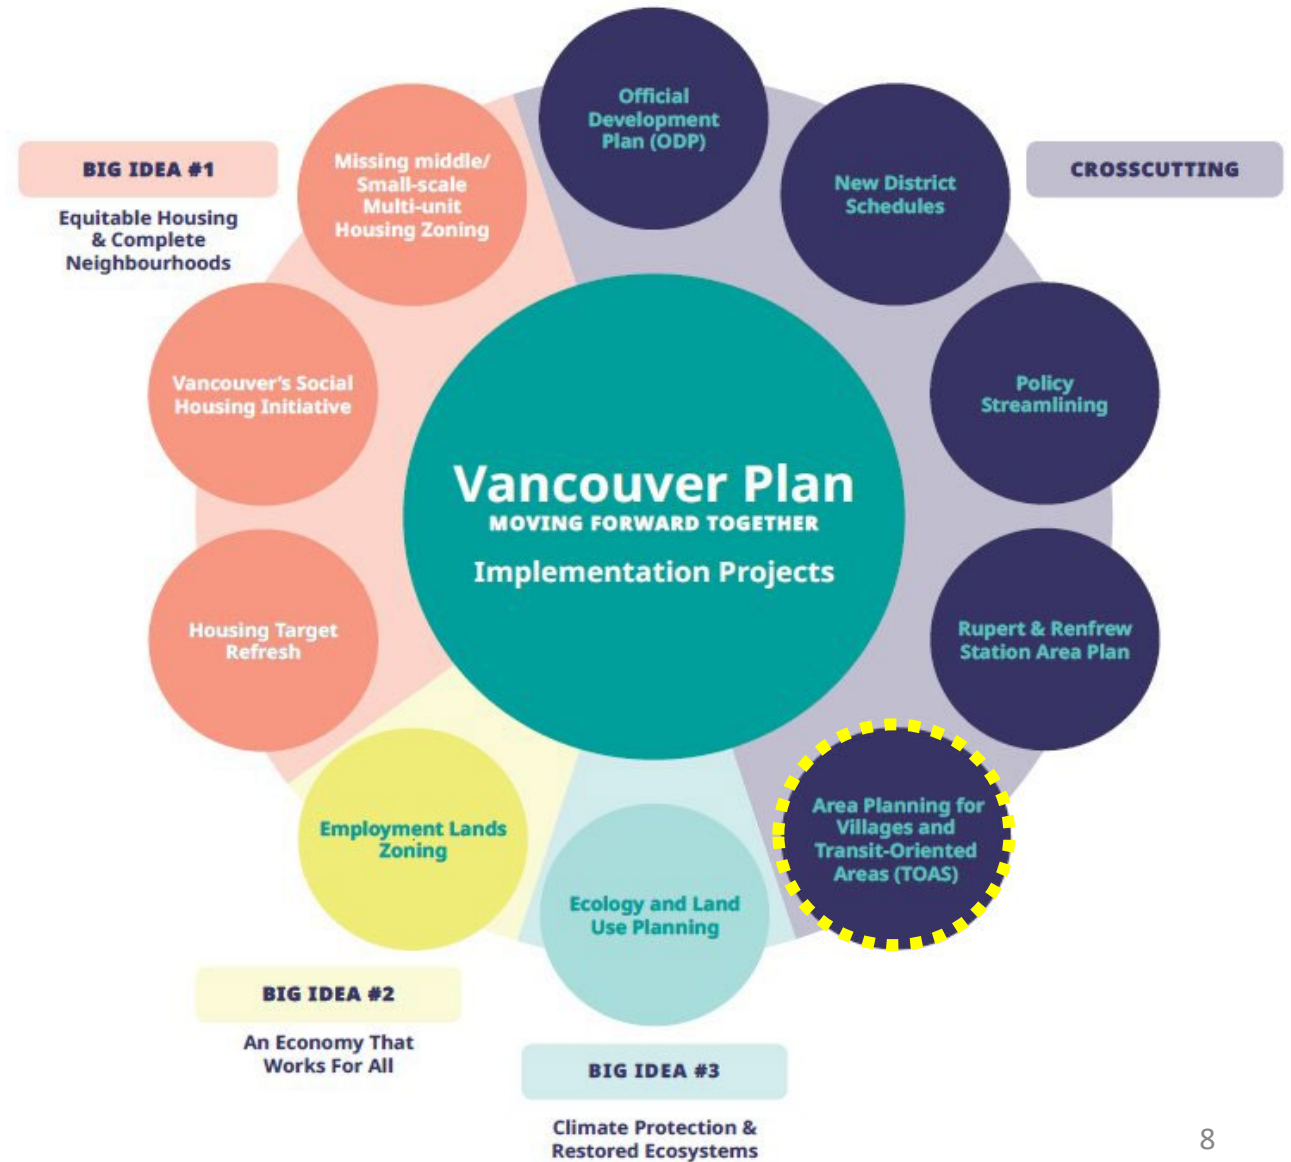 Official
Development
Plan (ODP)
BIG IDEA #1
Equitable Housing
& Complete
Neighbourhoods
Missing middle/
Small-scale
Multi-unit
Housing Zoning
New District
Schedules
CROSSCUTTING
Vancouver's Social
Housing Initiative
Policy
Streamlining
Vancouver Plan
MOVING FORWARD TOGETHER
Implementation Projects
Housing Target
Refresh
Rupert & Renfrew
Station Area Plan
Employment Lands
Zoning
Area Planning for
Villages and
Transit-Oriented
Areas (TOAS)
Ecology and Land
Use Planning
BIG IDEA #2
An Economy That
Works For All
BIG IDEA #3
Climate Protection &
Restored Ecosystems
8